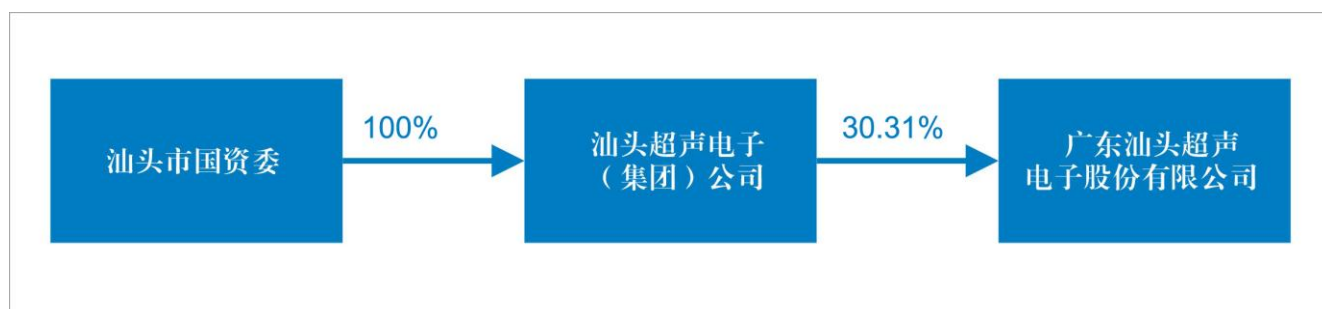 汕头市国资委
100%
汕头超声电子
（集团）公司
30.31%
广东汕头超声
电子股份有限公司